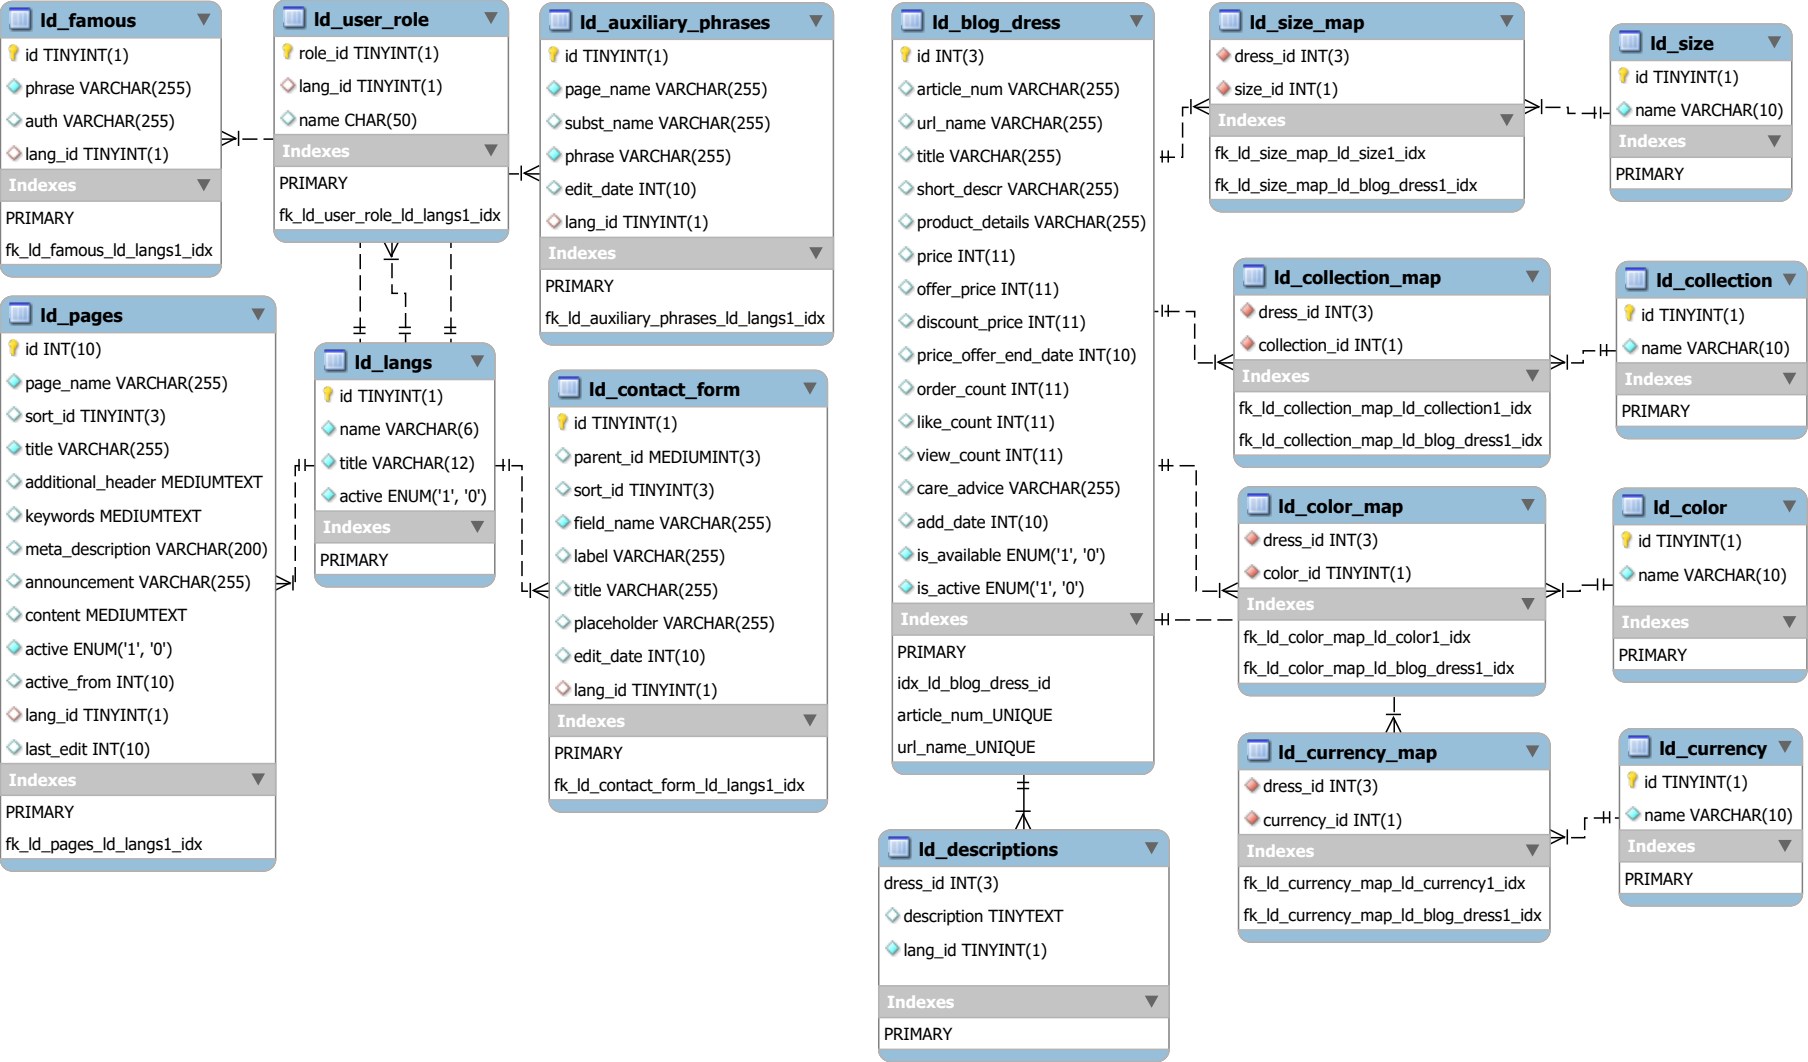 ld_famous
id TINYINT(1)
phrase VARCHAR(255)
auth VARCHAR(255)
lang_id TINYINT(1)
Indexes
PRIMARY
fk_ld_famous_ld_langs1_idx
ld_user_role
role_id TINYINT(1)
lang_id TINYINT(1)
name CHAR(50)
Indexes
PRIMARY
fk_ld_user_role_ld_langs1_idx
ld_auxiliary_phrases
id TINYINT(1)
page_name VARCHAR(255)
subst_name VARCHAR(255)
phrase VARCHAR(255)
edit_date INT(10)
lang_id TINYINT(1)
Indexes
PRIMARY
fk_ld_auxiliary_phrases_ld_langs1_idx
ld_pages
id INT(10)
page_name VARCHAR(255)
sort_id TINYINT(3)
title VARCHAR(255)
additional_header MEDIUMTEXT
keywords MEDIUMTEXT
meta_description VARCHAR(200)
announcement VARCHAR(255)
content MEDIUMTEXT
active ENUM('1', '0')
active_from INT(10)
lang_id TINYINT(1)
last_edit INT(10)
Indexes
PRIMARY
fk_ld_pages_ld_langs1_idx
ld_langs
id TINYINT(1)
name VARCHAR(6)
title VARCHAR(12)
active ENUM('1', '0')
Indexes
PRIMARY
ld_contact_form
id TINYINT(1)
parent_id MEDIUMINT(3)
sort_id TINYINT(3)
field_name VARCHAR(255)
label VARCHAR(255)
title VARCHAR(255)
placeholder VARCHAR(255)
edit_date INT(10)
lang_id TINYINT(1)
Indexes
PRIMARY
fk_ld_contact_form_ld_langs1_idx
ld_blog_dress
id INT(3)
article_num VARCHAR(255)
url_name VARCHAR(255)
title VARCHAR(255)
short_descr VARCHAR(255)
product_details VARCHAR(255)
price INT(11)
offer_price INT(11)
discount_price INT(11)
price_offer_end_date INT(10)
order_count INT(11)
like_count INT(11)
view_count INT(11)
care_advice VARCHAR(255)
add_date INT(10)
is_available ENUM('1', '0')
is_active ENUM('1', '0')
Indexes
PRIMARY
idx_ld_blog_dress_id
article_num_UNIQUE
url_name_UNIQUE
ld_descriptions
dress_id INT(3)
description TINYTEXT
lang_id TINYINT(1)
Indexes
PRIMARY
ld_size_map
dress_id INT(3)
size_id INT(1)
Indexes
fk_ld_size_map_ld_size1_idx
fk_ld_size_map_ld_blog_dress1_idx
ld_size
id TINYINT(1)
name VARCHAR(10)
Indexes
PRIMARY
ld_collection_map
dress_id INT(3)
collection_id INT(1)
Indexes
fk_ld_collection_map_ld_collection1_idx
fk_ld_collection_map_ld_blog_dress1_idx
ld_collection
id TINYINT(1)
name VARCHAR(10)
Indexes
PRIMARY
ld_color_map
dress_id INT(3)
color_id TINYINT(1)
Indexes
fk_ld_color_map_ld_color1_idx
fk_ld_color_map_ld_blog_dress1_idx
ld_color
id TINYINT(1)
name VARCHAR(10)
Indexes
PRIMARY
ld_currency_map
dress_id INT(3)
currency_id INT(1)
Indexes
fk_ld_currency_map_ld_currency1_idx
fk_ld_currency_map_ld_blog_dress1_idx
ld_currency
id TINYINT(1)
name VARCHAR(10)
Indexes
PRIMARY